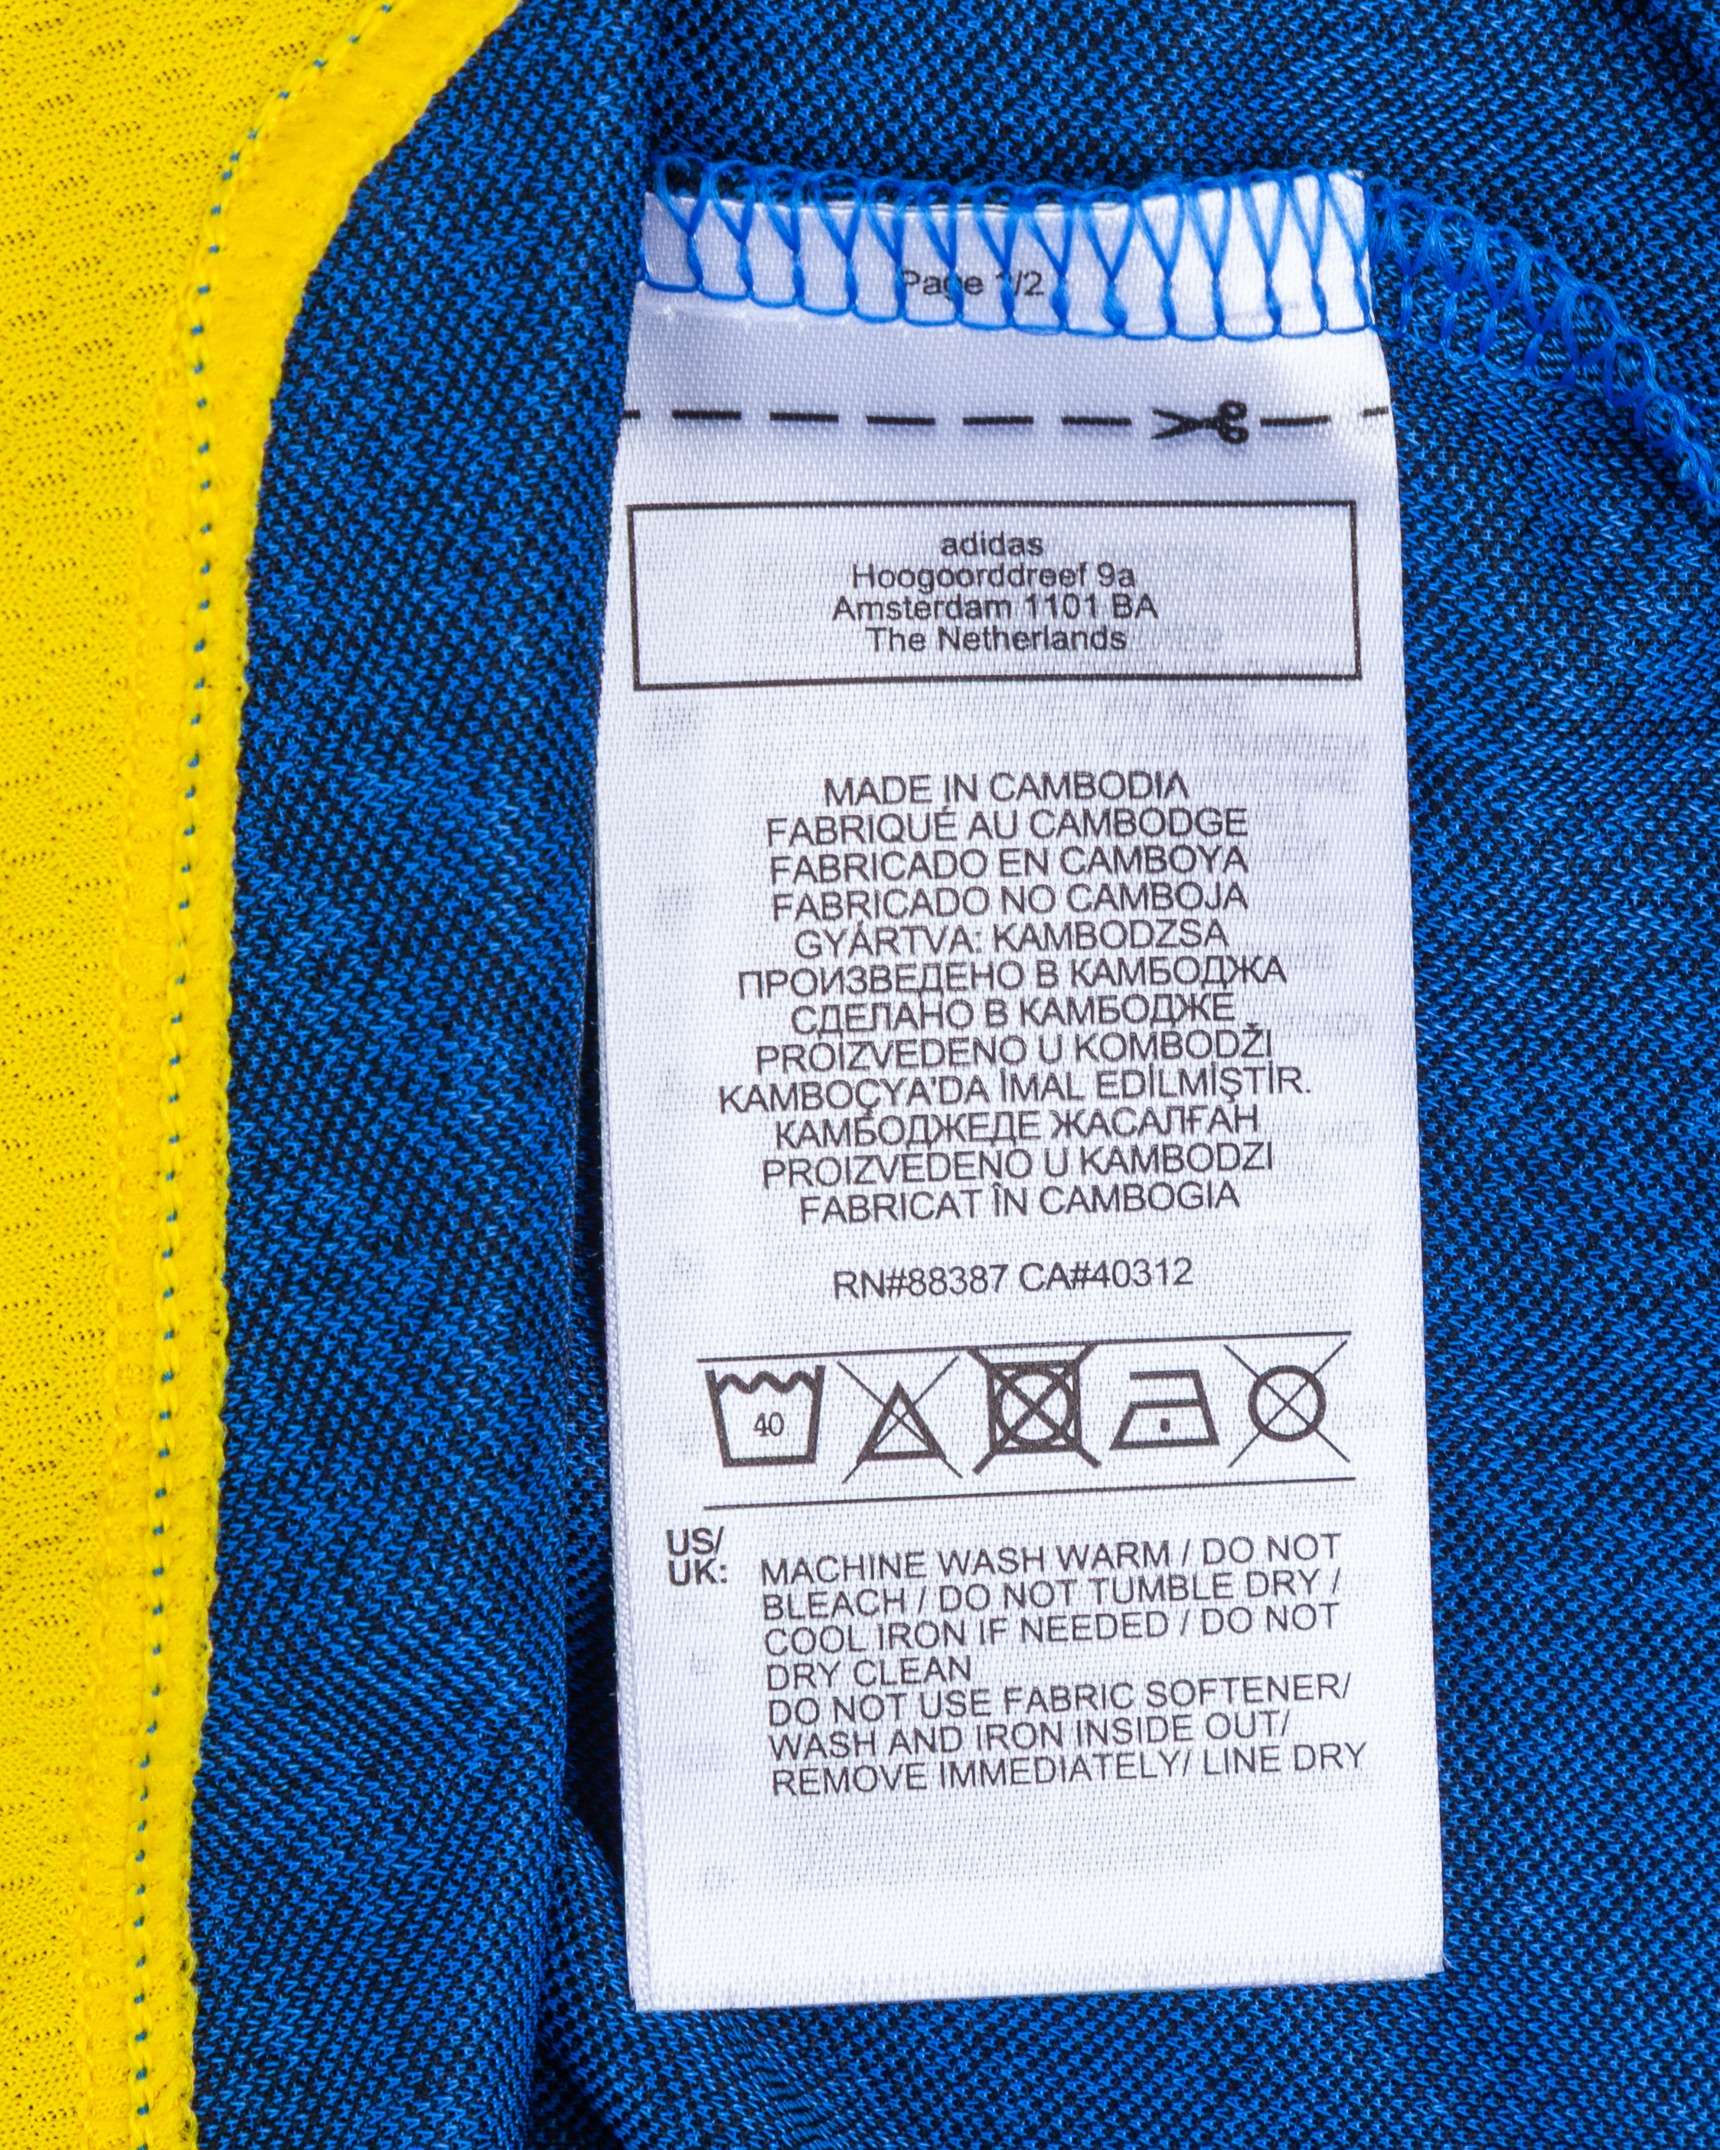 Page 1/2
adidas
Hoogoorddreef 9a
Amsterdam 1101 BA
The Netherlands
MADE IN CAMBODIA
FABRIQUÉ AU CAMBODGE
FABRICADO EN CAMBOYA
FABRICADO NO CAMBOJA
GYÁRTVA: KAMBODZSA
ПРОИЗВЕДЕНО В КАМБОДЖА
СДЕЛАНО В КАМБОДЖЕ
PROIZVEDENO U KOMBODŽI
KAMBOÇYA'DA İMAL EDİLMİŞTİR.
КАМБОДЖЕДЕ ЖАСАЛҒАН
PROIZVEDENO U KAMBODZI
FABRICAT ÎN CAMBOGIA
RN#88387 CA#40312
40
US/
UK:
MACHINE WASH WARM / DO NOT
BLEACH / DO NOT TUMBLE DRY /
COOL IRON IF NEEDED / DO NOT
DRY CLEAN
DO NOT USE FABRIC SOFTENER/
WASH AND IRON INSIDE OUT/
REMOVE IMMEDIATELY/ LINE DRY